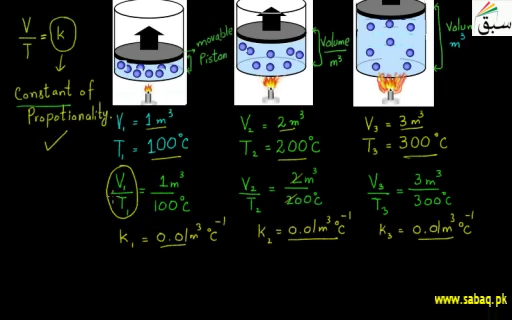 V/T = k
Constant of
Propotionality.
movable
Piston
Volume
m³
Volum
m³
سبق
V₁ = 1m³
T₁ = 100°C
V₂ = 2m³
T₂ = 200°C
V₃ = 3m³
T₃ = 300°C
V₁/T₁ = 1m³/100°C
V₂/T₂ = 2m³/200°C
V₃/T₃ = 3m³/300°C
k₁ = 0.01m³ °C⁻¹
k₂ = 0.01m³ °C⁻¹
k₃ = 0.01m³ °C⁻¹
www.sabaq.pk